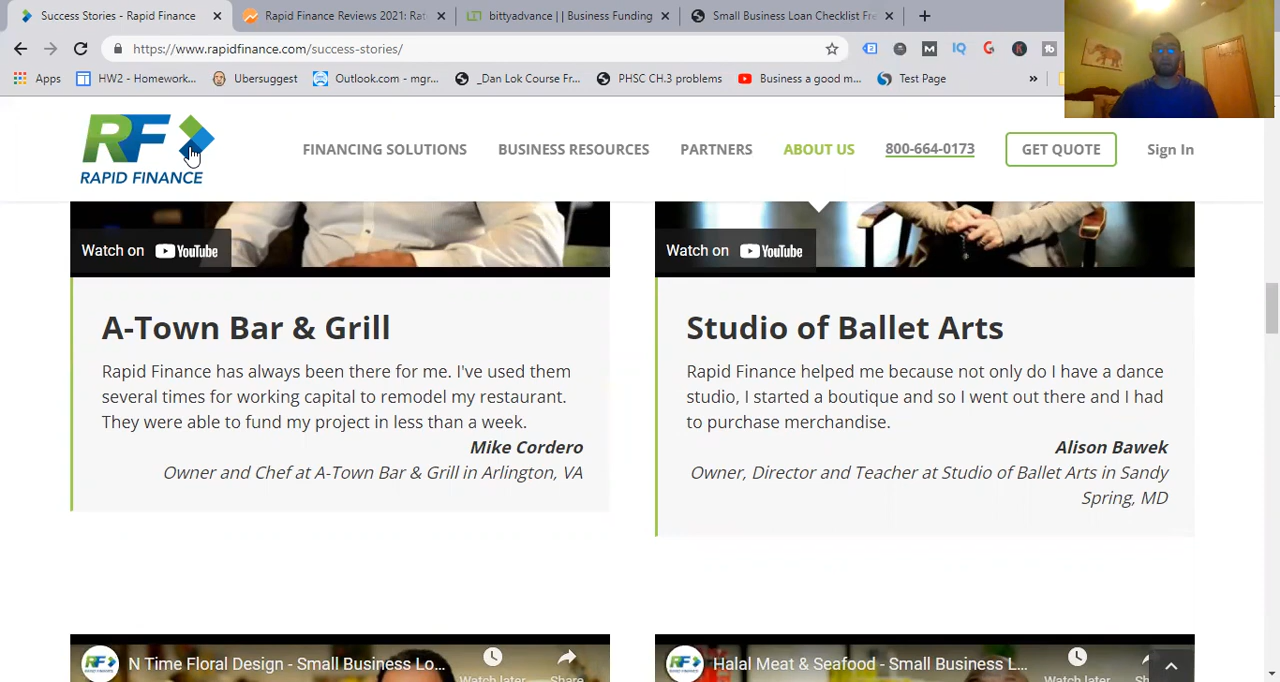 Success Stories - Rapid Finance
Rapid Finance Reviews 2021: Rat
bittyadvance || Business Funding
Small Business Loan Checklist Fre
https://www.rapidfinance.com/success-stories/
Apps
HW2 - Homework...
Ubersuggest
Outlook.com - mgr...
_Dan Lok Course Fr...
PHSC CH.3 problems
Business a good m...
Test Page
»
RF
RAPID FINANCE
FINANCING SOLUTIONS
BUSINESS RESOURCES
PARTNERS
ABOUT US
800-664-0173
GET QUOTE
Sign In
Watch on YouTube
Watch on YouTube
A-Town Bar & Grill
Rapid Finance has always been there for me. I've used them
several times for working capital to remodel my restaurant.
They were able to fund my project in less than a week.
Mike Cordero
Owner and Chef at A-Town Bar & Grill in Arlington, VA
Studio of Ballet Arts
Rapid Finance helped me because not only do I have a dance
studio, I started a boutique and so I went out there and I had
to purchase merchandise.
Alison Bawek
Owner, Director and Teacher at Studio of Ballet Arts in Sandy
Spring, MD
RF N Time Floral Design - Small Business Lo...
Watch later
Share
RF Halal Meat & Seafood - Small Business L...
Watch later
Share